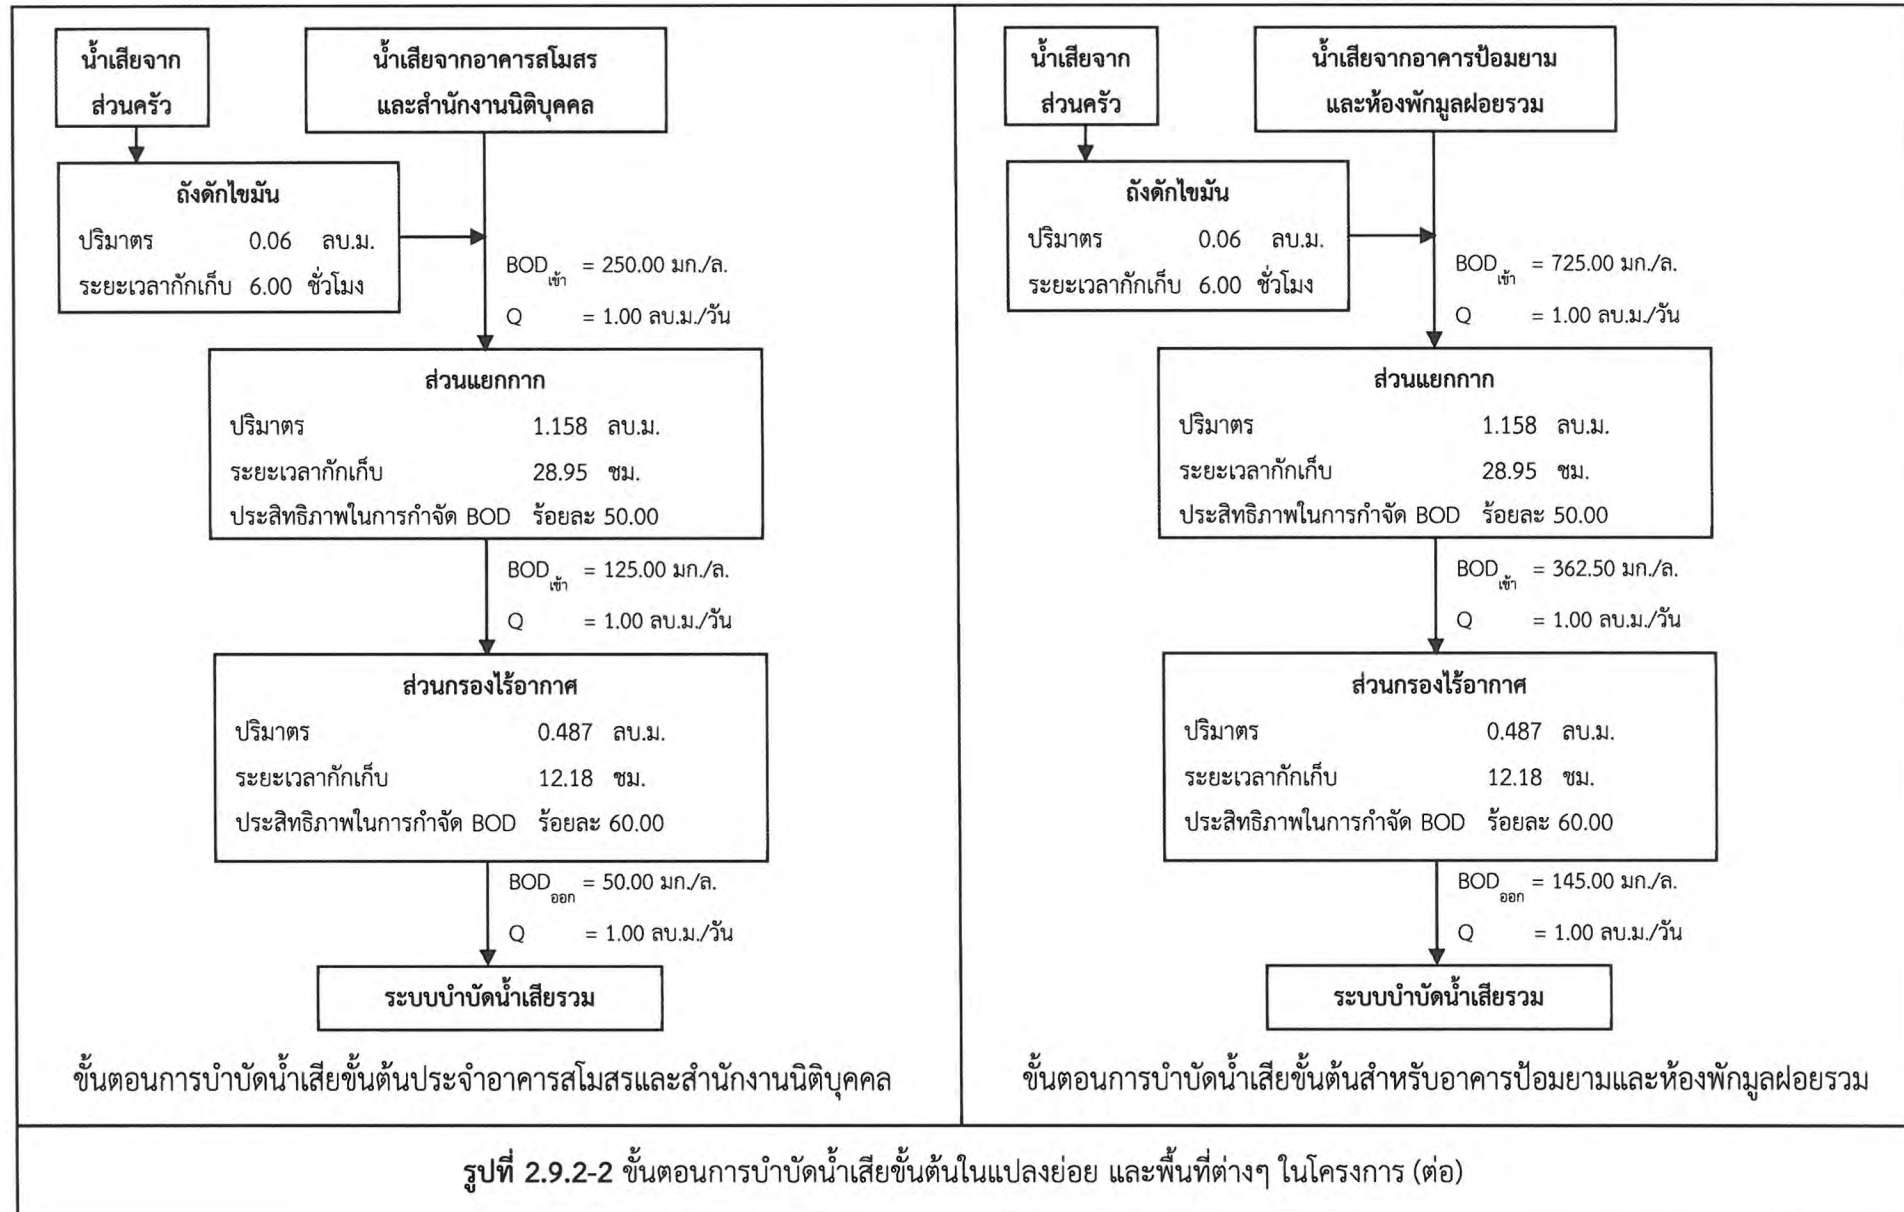 น้ำเสียจาก
ส่วนครัว
น้ำเสียจากอาคารสโมสร
และสำนักงานนิติบุคคล
ถังดักไขมัน
ปริมาตร 0.06 ลบ.ม.
ระยะเวลากักเก็บ 6.00 ชั่วโมง
BODเข้า = 250.00 มก./ล.
Q = 1.00 ลบ.ม./วัน
ส่วนแยกกาก
ปริมาตร 1.158 ลบ.ม.
ระยะเวลากักเก็บ 28.95 ชม.
ประสิทธิภาพในการกำจัด BOD ร้อยละ 50.00
BODเข้า = 125.00 มก./ล.
Q = 1.00 ลบ.ม./วัน
ส่วนกรองไร้อากาศ
ปริมาตร 0.487 ลบ.ม.
ระยะเวลากักเก็บ 12.18 ชม.
ประสิทธิภาพในการกำจัด BOD ร้อยละ 60.00
BODออก = 50.00 มก./ล.
Q = 1.00 ลบ.ม./วัน
ระบบบำบัดน้ำเสียรวม
ขั้นตอนการบำบัดน้ำเสียขั้นต้นประจำอาคารสโมสรและสำนักงานนิติบุคคล
น้ำเสียจาก
ส่วนครัว
น้ำเสียจากอาคารป้อมยาม
และห้องพักมูลฝอยรวม
ถังดักไขมัน
ปริมาตร 0.06 ลบ.ม.
ระยะเวลากักเก็บ 6.00 ชั่วโมง
BODเข้า = 725.00 มก./ล.
Q = 1.00 ลบ.ม./วัน
ส่วนแยกกาก
ปริมาตร 1.158 ลบ.ม.
ระยะเวลากักเก็บ 28.95 ชม.
ประสิทธิภาพในการกำจัด BOD ร้อยละ 50.00
BODเข้า = 362.50 มก./ล.
Q = 1.00 ลบ.ม./วัน
ส่วนกรองไร้อากาศ
ปริมาตร 0.487 ลบ.ม.
ระยะเวลากักเก็บ 12.18 ชม.
ประสิทธิภาพในการกำจัด BOD ร้อยละ 60.00
BODออก = 145.00 มก./ล.
Q = 1.00 ลบ.ม./วัน
ระบบบำบัดน้ำเสียรวม
ขั้นตอนการบำบัดน้ำเสียขั้นต้นสำหรับอาคารป้อมยามและห้องพักมูลฝอยรวม
รูปที่ 2.9.2-2 ขั้นตอนการบำบัดน้ำเสียขั้นต้นในแปลงย่อย และพื้นที่ต่างๆ ในโครงการ (ต่อ)